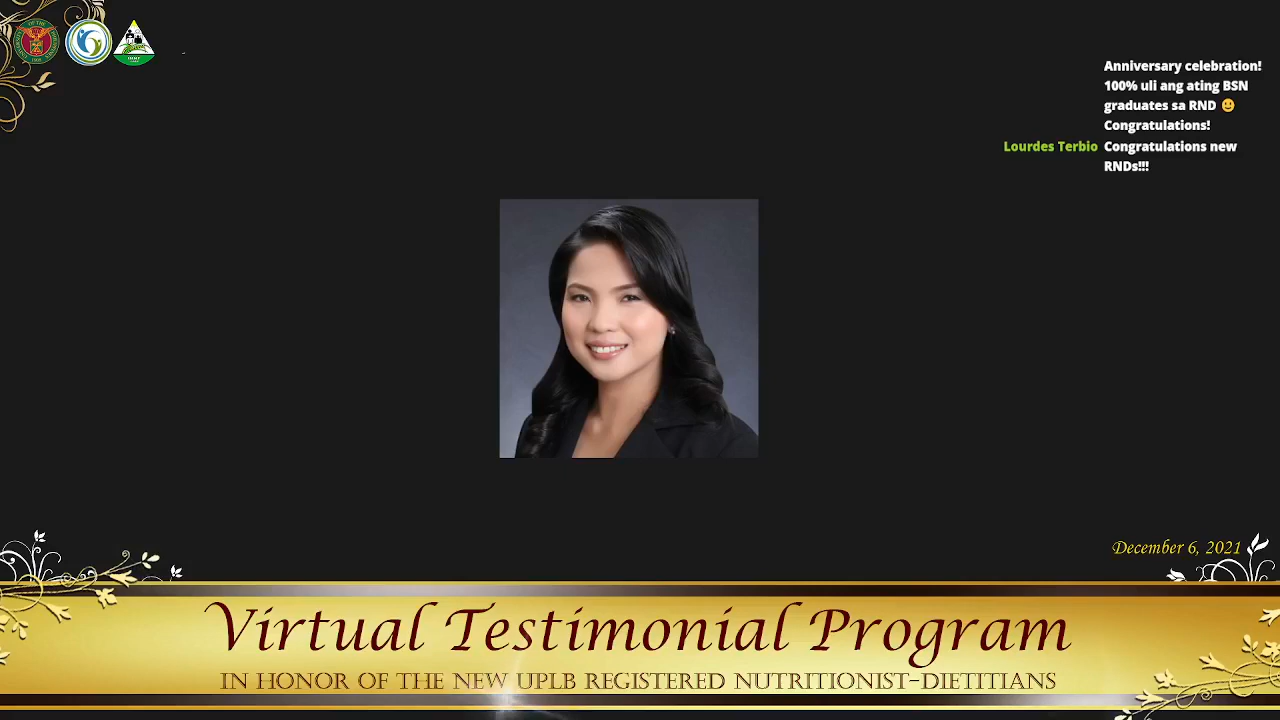 Anniversary celebration!
100% uli ang ating BSN
graduates sa RND 🙂
Congratulations!
Lourdes Terbio Congratulations new
RNDs!!!
December 6, 2021
Virtual Testimonial Program
IN HONOR OF THE NEW UPLB REGISTERED NUTRITIONIST-DIETITIANS